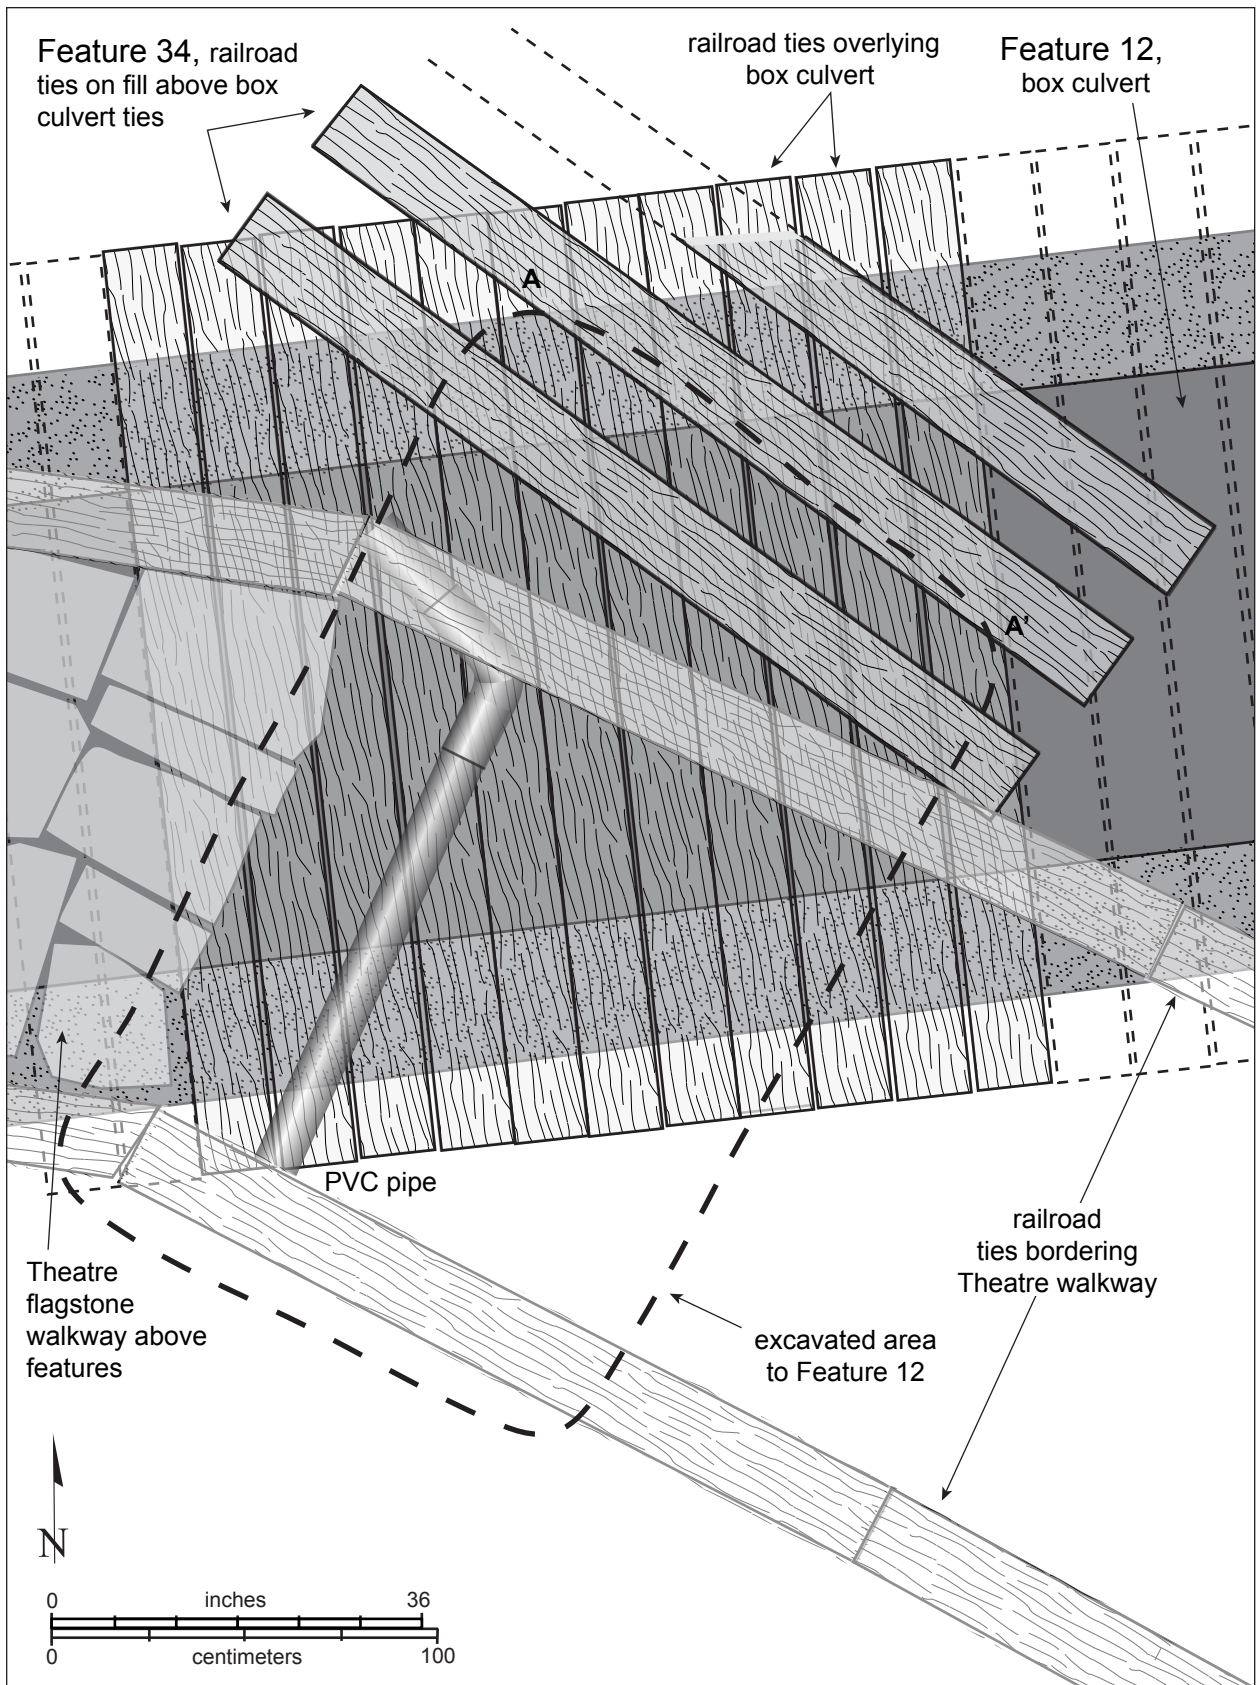 Feature 34, railroad
ties on fill above box
culvert ties
railroad ties overlying
box culvert
Feature 12,
box culvert
A
A'
PVC pipe
Theatre
flagstone
walkway above
features
railroad
ties bordering
Theatre walkway
excavated area
to Feature 12
N
0 inches 36
0 centimeters 100